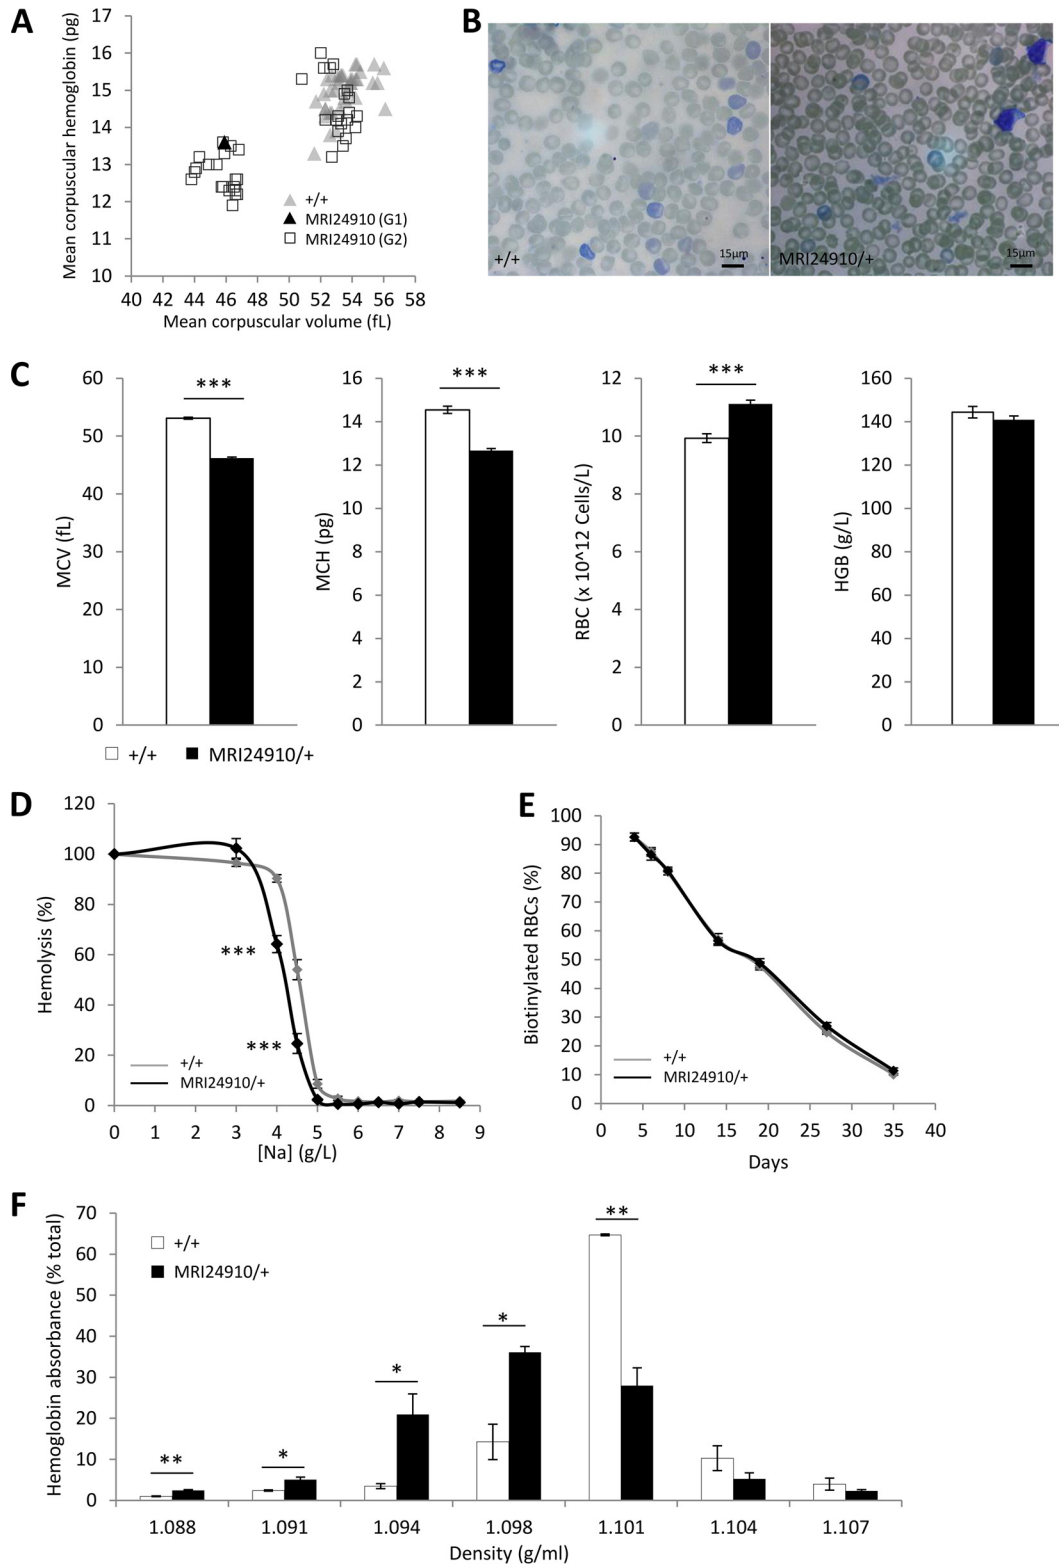 A
Mean corpuscular hemoglobin (pg)
17
16
15
14
13
12
11
10
+/+
MRI24910 (G1)
MRI24910 (G2)
40 42 44 46 48 50 52 54 56 58
Mean corpuscular volume (fL)
B
+/+
15μm
MRI24910/+
15μm
C
MCV (fL)
60
50
40
30
20
10
0
***
MCH (pg)
16
14
12
10
8
6
4
2
0
***
RBC (x 10^12 Cells/L)
12
10
8
6
4
2
0
***
HGB (g/L)
160
140
120
100
80
60
40
20
0
+/+ MRI24910/+
D
Hemolysis (%)
120
100
80
60
40
20
0
***
***
+/+
MRI24910/+
0 1 2 3 4 5 6 7 8 9
[Na] (g/L)
E
Biotinylated RBCs (%)
100
90
80
70
60
50
40
30
20
10
0
+/+
MRI24910/+
0 5 10 15 20 25 30 35 40
Days
F
Hemoglobin absorbance (% total)
70
60
50
40
30
20
10
0
+/+
MRI24910/+
** * * * **
1.088 1.091 1.094 1.098 1.101 1.104 1.107
Density (g/ml)